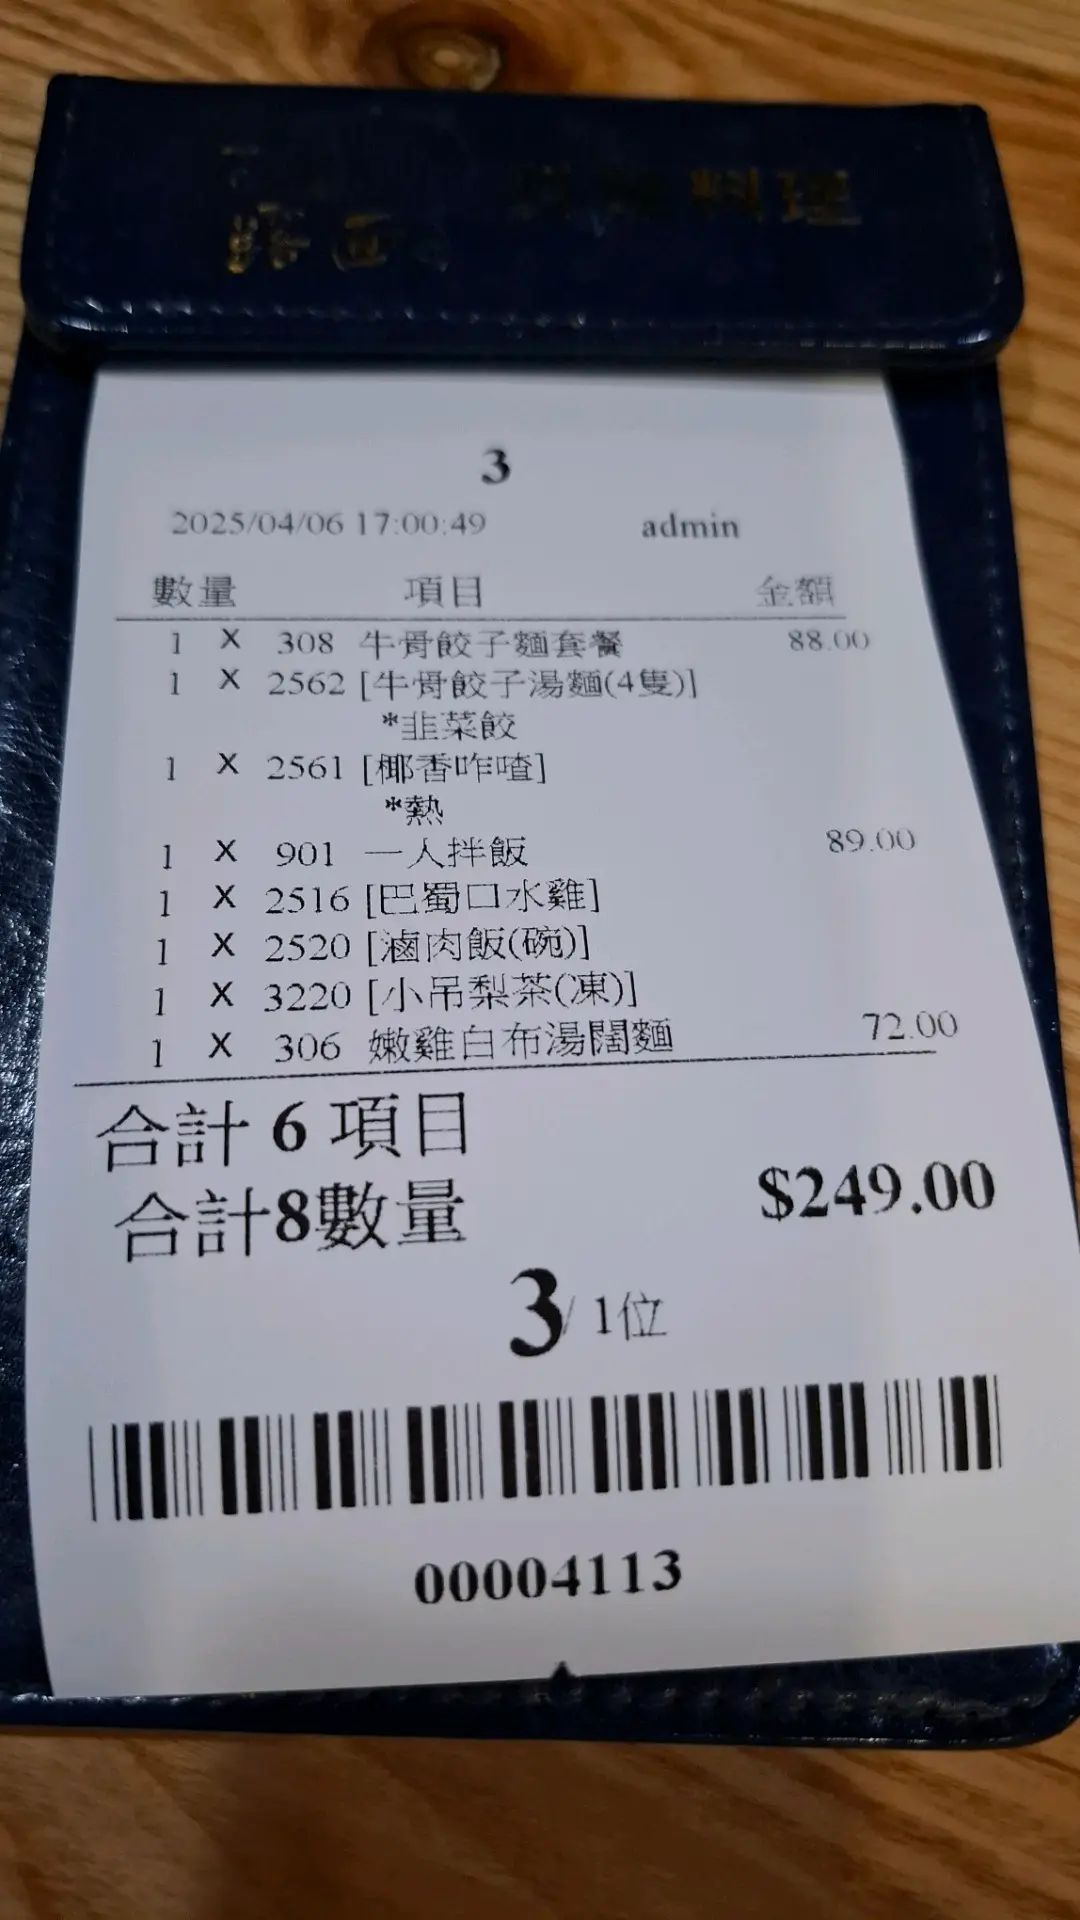 料理
3
2025/04/06 17:00:49 admin
數量 項目 金額
1 X 308 牛骨餃子麵套餐 88.00
1 X 2562 [牛骨餃子湯麵(4隻)]
*韭菜餃
1 X 2561 [椰香咋喳]
*熱
1 X 901 一人拌飯 89.00
1 X 2516 [巴蜀口水雞]
1 X 2520 [滷肉飯(碗)]
1 X 3220 [小吊梨茶(凍)]
1 X 306 嫩雞白布湯闊麵 72.00
合計 6 項目
合計8數量 $249.00
3/ 1位
00004113